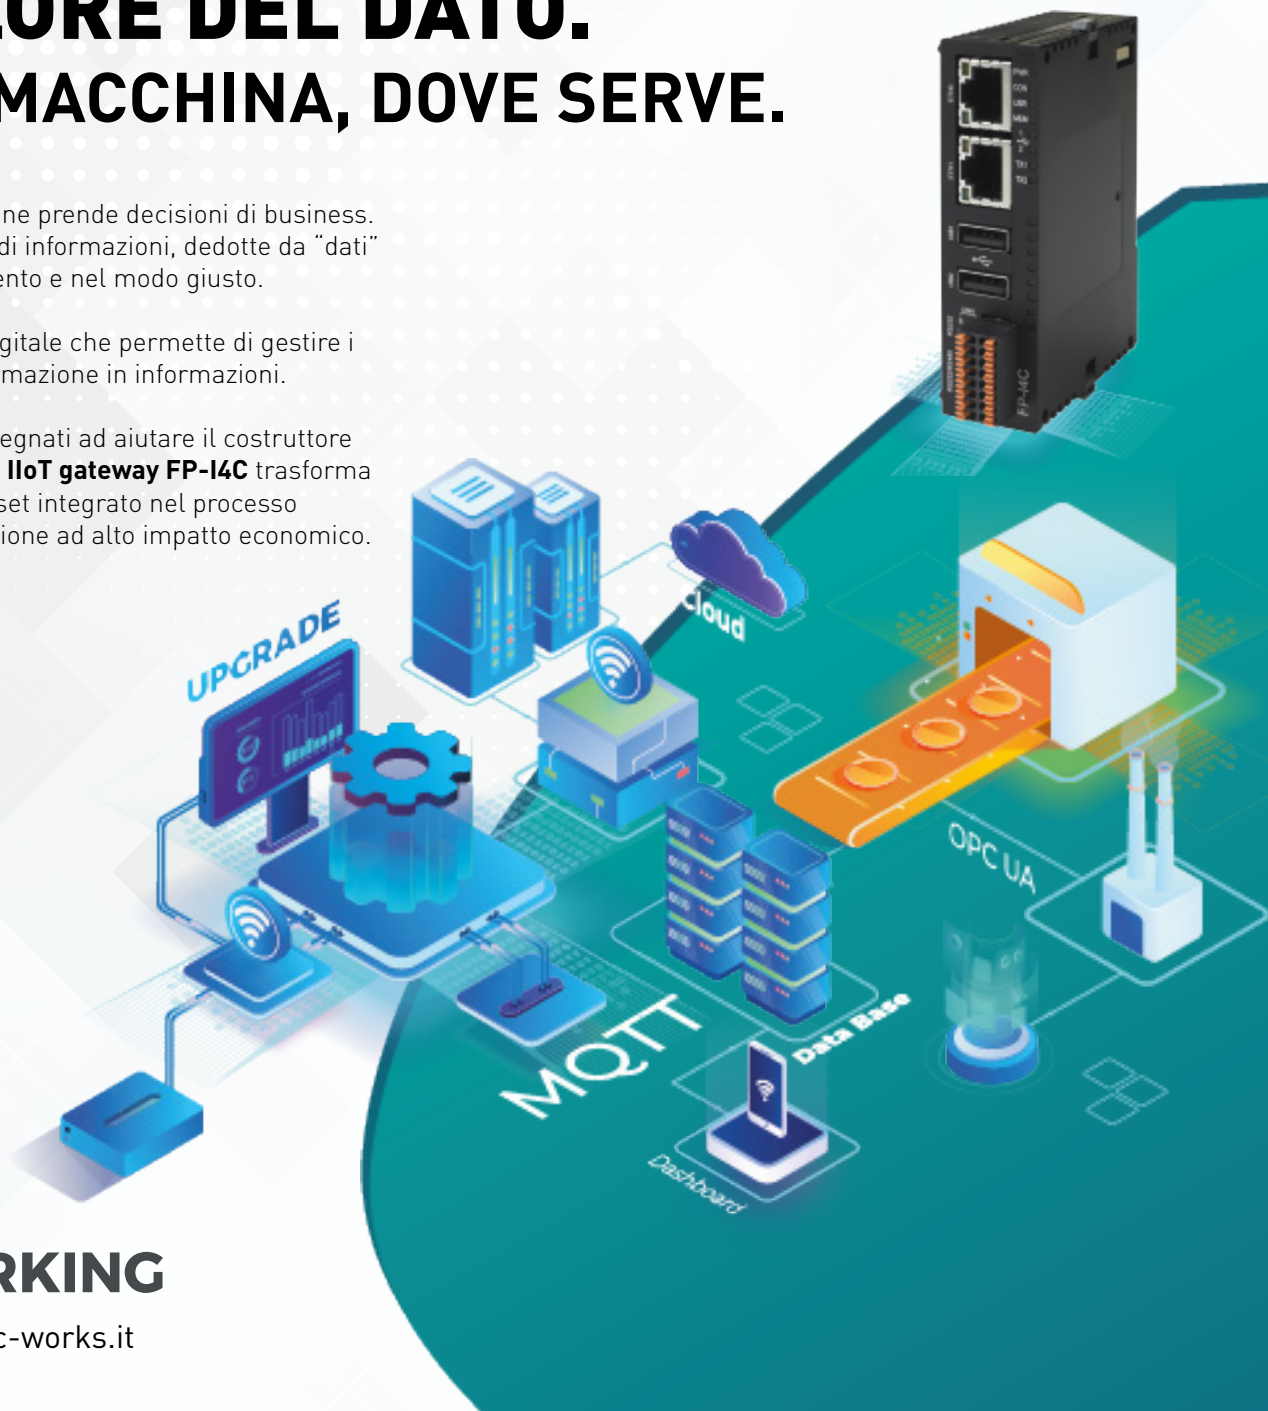 LORE DEL DATO.
MACCHINA, DOVE SERVE.
ne prende decisioni di business.
di informazioni, dedotte da “dati”
ento e nel modo giusto.
gitale che permette di gestire i
rmazione in informazioni.
egnati ad aiutare il costruttore
IIoT gateway FP-I4C trasforma
set integrato nel processo
ione ad alto impatto economico.
FP-I4C
UPGRADE
Cloud
OPC UA
MQTT
Data Base
Dashboard
RKING
c-works.it